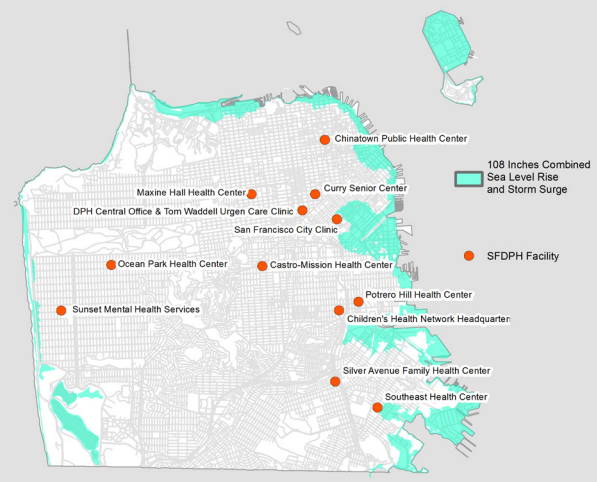 Chinatown Public Health Center
108 Inches Combined
Sea Level Rise
and Storm Surge
Maxine Hall Health Center
Curry Senior Center
DPH Central Office & Tom Waddell Urgen Care Clinic
San Francisco City Clinic
SFDPH Facility
Ocean Park Health Center
Castro-Mission Health Center
Potrero Hill Health Center
Sunset Mental Health Services
Children's Health Network Headquarter
Silver Avenue Family Health Center
Southeast Health Center